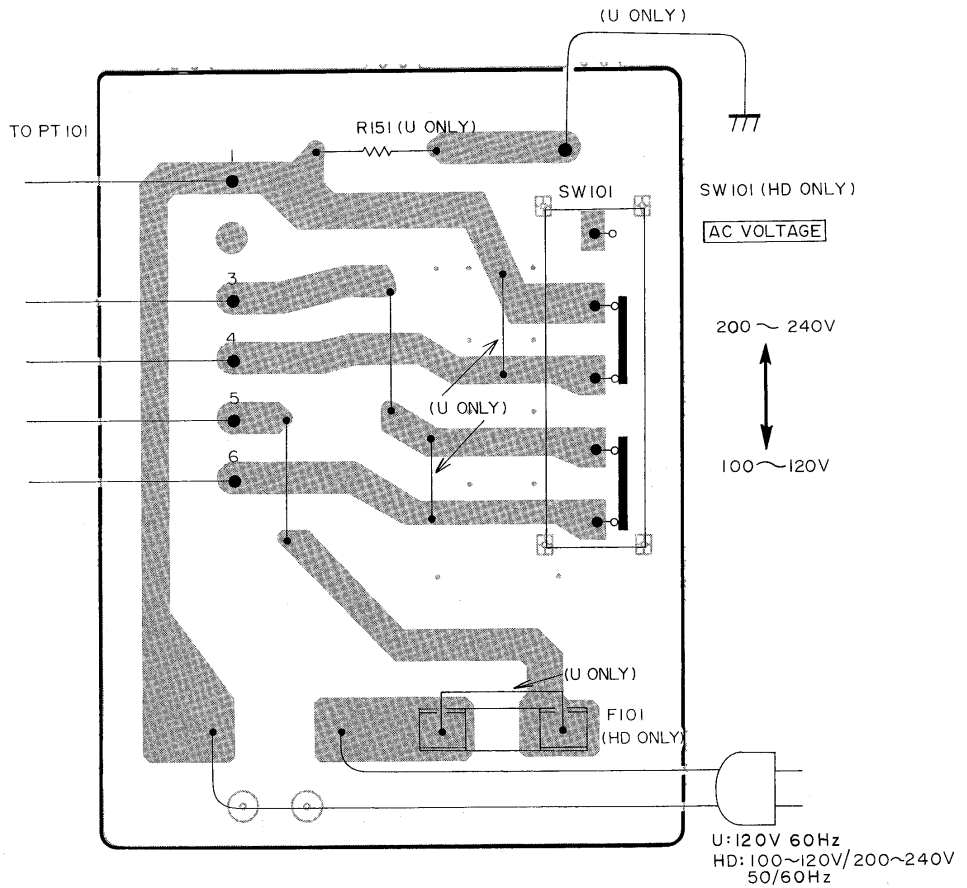 (U ONLY)
TO PT101
R151 (U ONLY)
1
SW101
SW101 (HD ONLY)
AC VOLTAGE
3
200～240V
4
(U ONLY)
5
100～120V
6
(U ONLY)
F101
(HD ONLY)
U:120V 60Hz
HD:100~120V/200~240V
50/60Hz